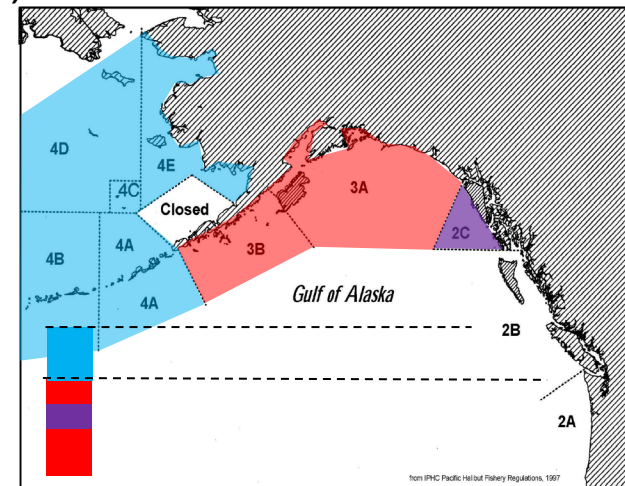 4D
4E
4C
3A
Closed
2C
4A
4B
3B
4A
Gulf of Alaska
2B
2A
from IPHC Pacific Halibut Fishery Regulations, 1997